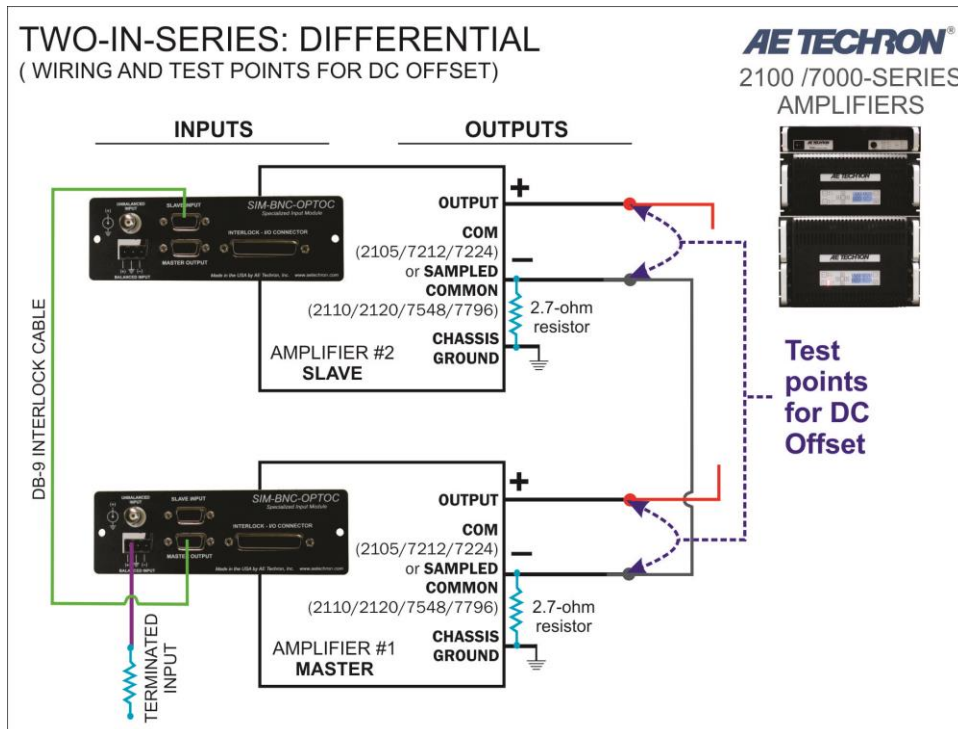 TWO-IN-SERIES: DIFFERENTIAL
( WIRING AND TEST POINTS FOR DC OFFSET)
AE TECHRON®
2100 /7000-SERIES
AMPLIFIERS
INPUTS
OUTPUTS
DB-9 INTERLOCK CABLE
UNBALANCED
INPUT
(+)
SLAVE INPUT
SIM-BNC-OPTOC
Specialized Input Module
INTERLOCK - I/O CONNECTOR
MASTER OUTPUT
(+) (−)
BALANCED INPUT
Made in the USA by AE Techron, Inc. www.aetechron.com
OUTPUT
+
COM
(2105/7212/7224)
−
or SAMPLED
COMMON
(2110/2120/7548/7796)
2.7-ohm
resistor
CHASSIS
GROUND
AMPLIFIER #2
SLAVE
AE TECHRON
AE TECHRON
Test
points
for DC
Offset
UNBALANCED
INPUT
(+)
SLAVE INPUT
SIM-BNC-OPTOC
Specialized Input Module
INTERLOCK - I/O CONNECTOR
MASTER OUTPUT
(+) (−)
BALANCED INPUT
Made in the USA by AE Techron, Inc. www.aetechron.com
OUTPUT
+
COM
(2105/7212/7224)
−
or SAMPLED
COMMON
(2110/2120/7548/7796)
2.7-ohm
resistor
CHASSIS
GROUND
AMPLIFIER #1
MASTER
TERMINATED
INPUT